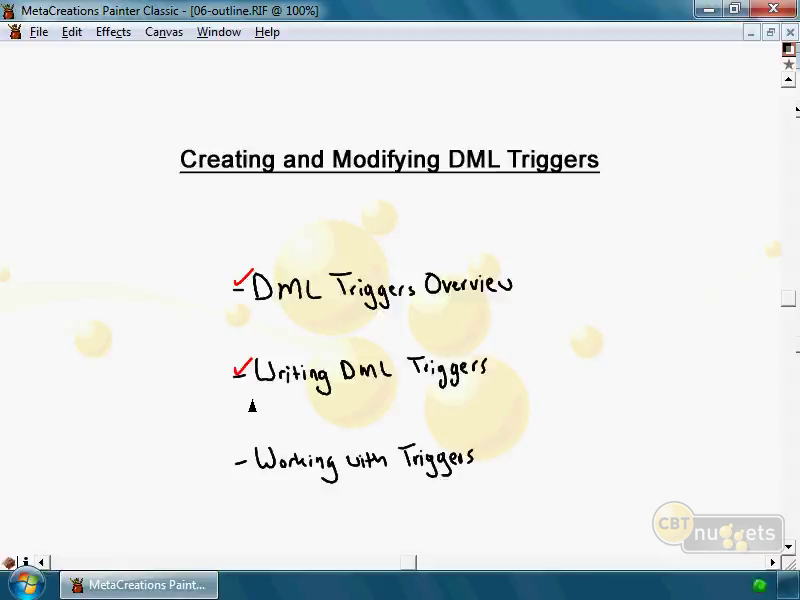 MetaCreations Painter Classic - [06-outline.RIF @ 100%]
File Edit Effects Canvas Window Help
Creating and Modifying DML Triggers
- DML Triggers Overview
- Writing DML Triggers
- Working with Triggers
CBT nuggets
MetaCreations Paint...